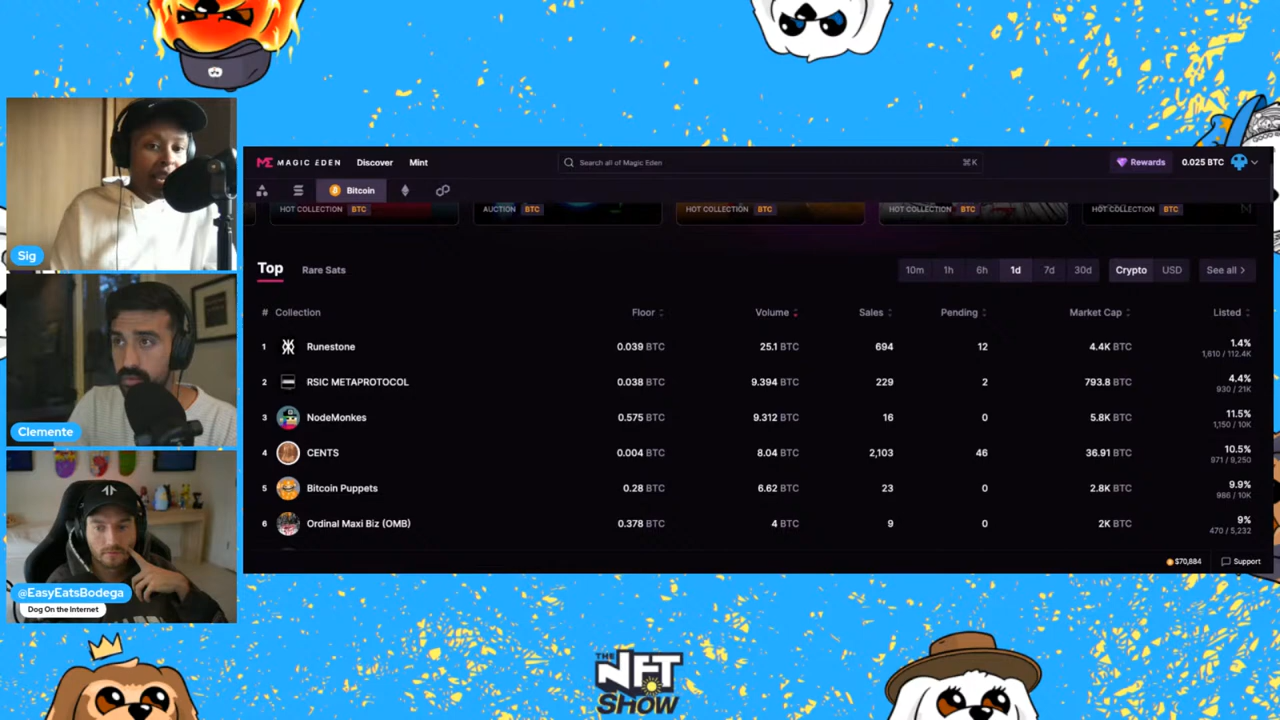 MAGIC EDEN Discover Mint Search all of Magic Eden ⌘K Rewards 0.025 BTC
Bitcoin
HOT COLLECTION BTC AUCTION BTC HOT COLLECTION BTC HOT COLLECTION BTC HOT COLLECTION BTC
Sig
Top Rare Sats 10m 1h 6h 1d 7d 30d Crypto USD See all >
# Collection Floor Volume Sales Pending Market Cap Listed
1 Runestone 0.039 BTC 25.1 BTC 694 12 4.4K BTC 1.4%
1,610 / 112.4K
2 RSIC METAPROTOCOL 0.038 BTC 9.394 BTC 229 2 793.8 BTC 4.4%
930 / 21K
3 NodeMonkes 0.575 BTC 9.312 BTC 16 0 5.8K BTC 11.5%
1,150 / 10K
Clemente
4 CENTS 0.004 BTC 8.04 BTC 2,103 46 36.91 BTC 10.5%
971 / 9,250
5 Bitcoin Puppets 0.28 BTC 6.62 BTC 23 0 2.8K BTC 9.9%
986 / 10K
6 Ordinal Maxi Biz (OMB) 0.378 BTC 4 BTC 9 0 2K BTC 9%
470 / 5,232
$70,684 Support
@EasyEatsBodega
Dog On the Internet
THE
NFT
SHOW